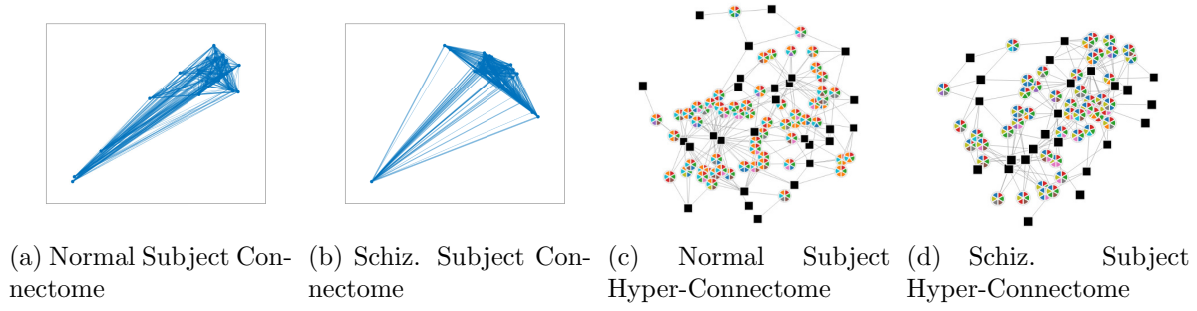 (a) Normal Subject Con-
nectome
(b) Schiz. Subject Con-
nectome
(c) Normal Subject
Hyper-Connectome
(d) Schiz. Subject
Hyper-Connectome